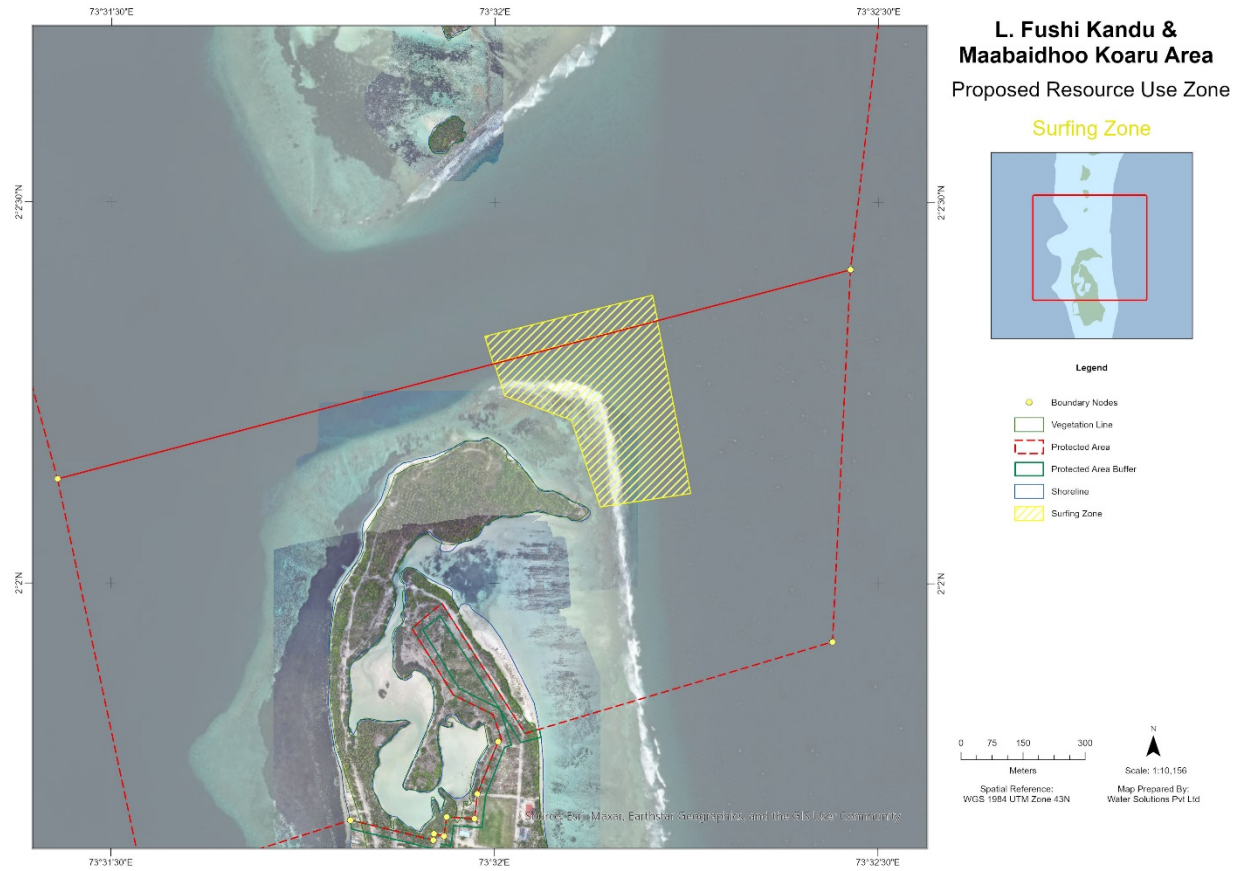 73°31'30"E
73°32'E
73°32'30"E
L. Fushi Kandu &
Maabaidhoo Koaru Area
Proposed Resource Use Zone
Surfing Zone
2°2'30"N
2°2'30"N
Legend
Boundary Nodes
Vegetation Line
Protected Area
Protected Area Buffer
Shoreline
Surfing Zone
2°2'N
2°2'N
N
0 75 150 300
Meters
Scale: 1:10,156
Spatial Reference:
WGS 1984 UTM Zone 43N
Map Prepared By:
Water Solutions Pvt Ltd
Source: Esri, Maxar, Earthstar Geographics, and the GIS User Community
73°31'30"E
73°32'E
73°32'30"E